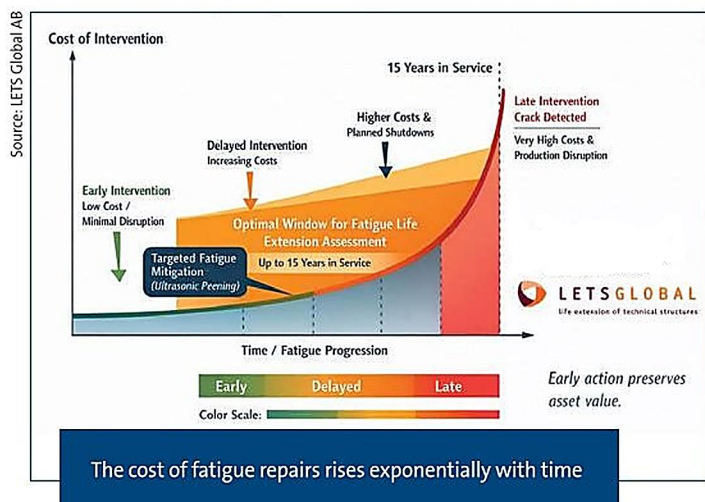 Source: LETS Global AB
Cost of Intervention
15 Years in Service
Late Intervention
Crack Detected
Very High Costs &
Production Disruption
Higher Costs &
Planned Shutdowns
Delayed Intervention
Increasing Costs
Early Intervention
Low Cost /
Minimal Disruption
Optimal Window for Fatigue Life
Extension Assessment
Up to 15 Years in Service
Targeted Fatigue
Mitigation
(Ultrasonic Peening)
LETSGLOBAL
life extension of technical structures
Time / Fatigue Progression
Early Delayed Late
Color Scale:
Early action preserves
asset value.
The cost of fatigue repairs rises exponentially with time